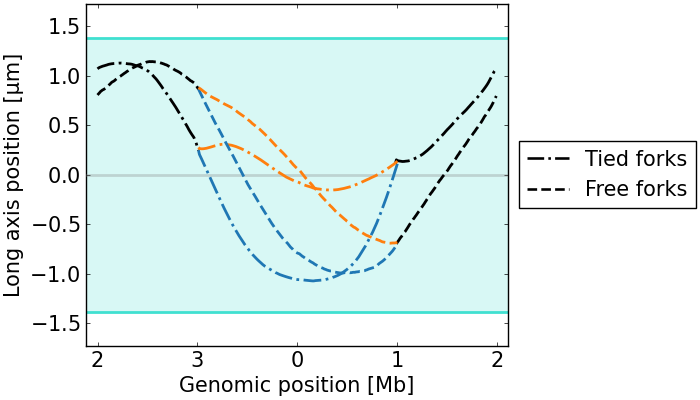 1.5
1.0
0.5
0.0
−0.5
−1.0
−1.5
Long axis position [μm]
2 3 0 1 2
Genomic position [Mb]
Tied forks
Free forks